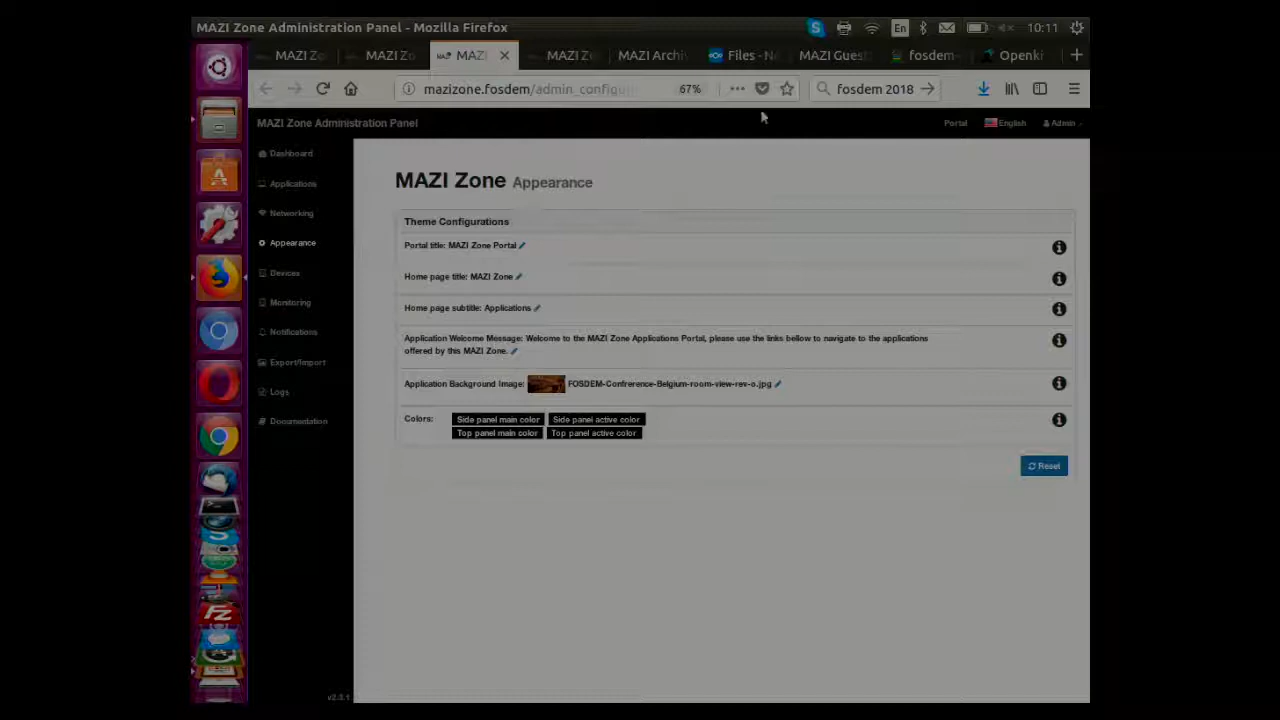 MAZI Zone Administration Panel - Mozilla Firefox
En
10:11
MAZI Zo
MAZI Zo
MAZI
MAZI Ze
MAZI Archi
Files - N
MAZI Gues
fosdem
Openki
mazizone.fosdem/admin_configu
67%
fosdem 2018
MAZI Zone Administration Panel
Portal
English
Admin
Dashboard
Applications
Networking
Appearance
Devices
Monitoring
Notifications
Export/Import
Logs
Documentation
v2.3.1
MAZI Zone Appearance
Theme Configurations
Portal title: MAZI Zone Portal
Home page title: MAZI Zone
Home page subtitle: Applications
Application Welcome Message: Welcome to the MAZI Zone Applications Portal, please use the links bellow to navigate to the applications
offered by this MAZI Zone.
Application Background Image: FOSDEM-Confrerence-Belgium-room-view-rev-o.jpg
Colors: Side panel main color Side panel active color
Top panel main color Top panel active color
Reset